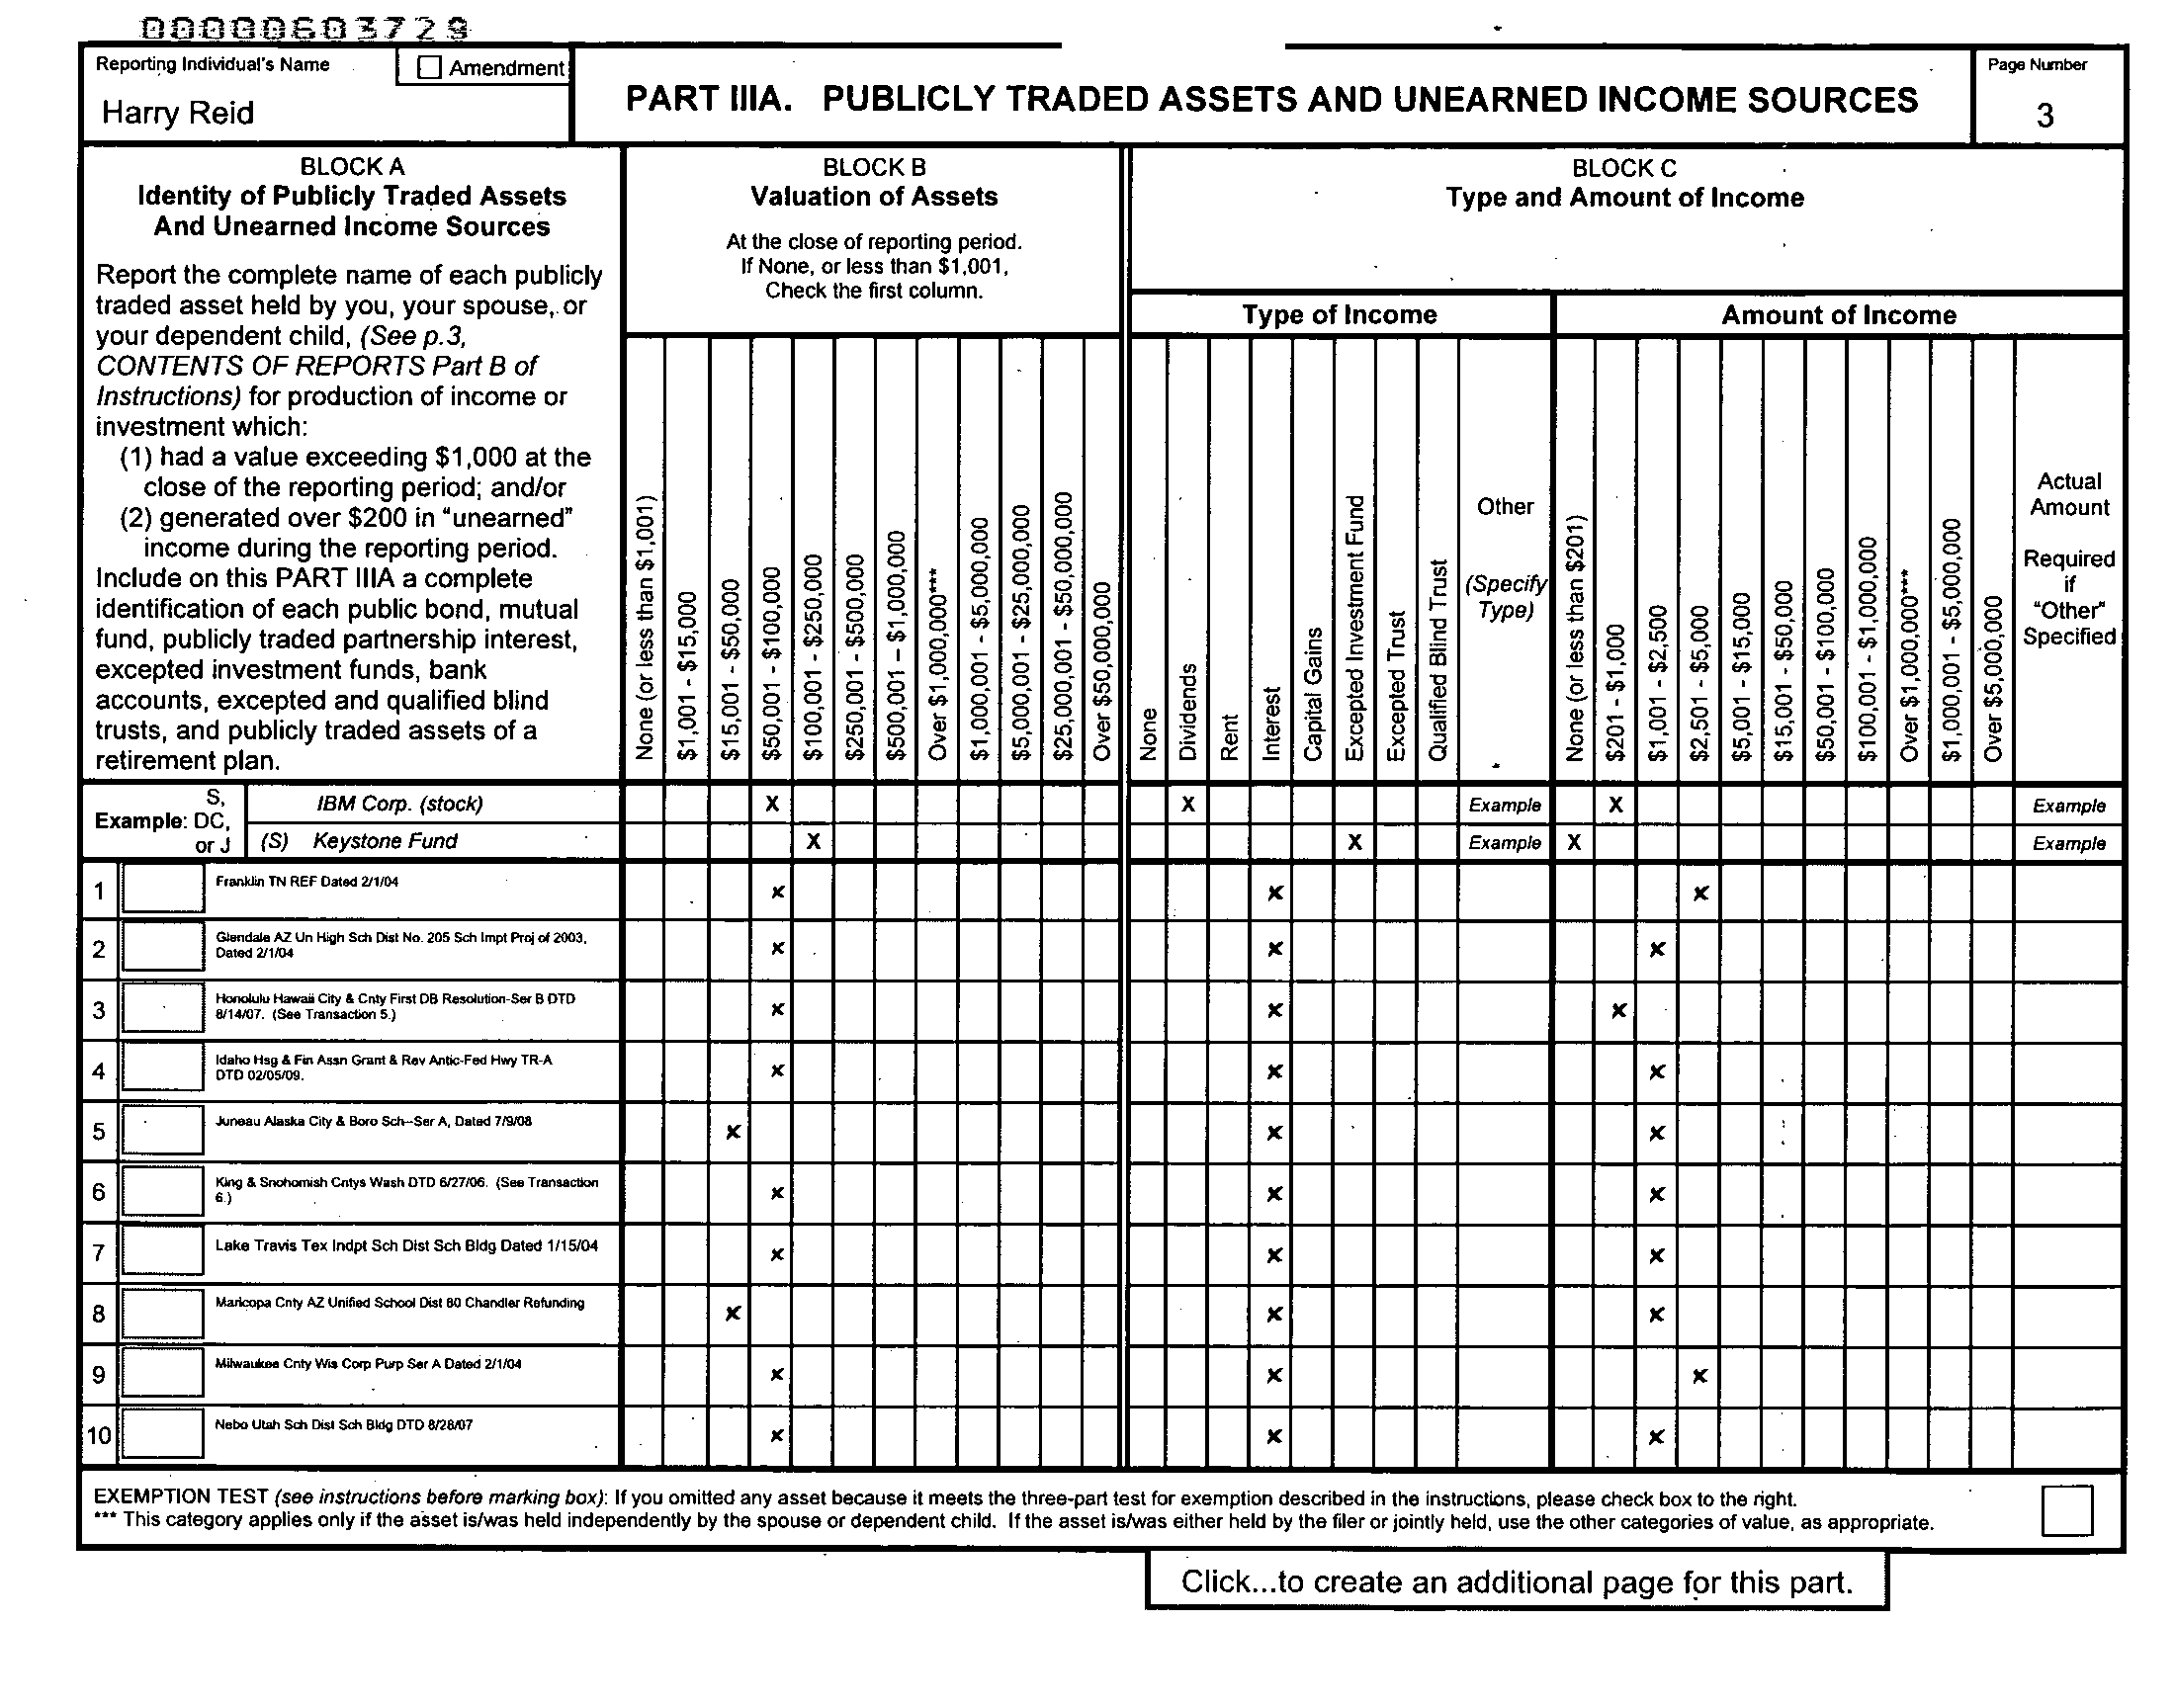 00000603729
Reporting Individual's Name
Amendment
Harry Reid
PART IIIA. PUBLICLY TRADED ASSETS AND UNEARNED INCOME SOURCES
Page Number
3
BLOCK A
Identity of Publicly Traded Assets
And Unearned Income Sources
Report the complete name of each publicly
traded asset held by you, your spouse, or
your dependent child, (See p.3,
CONTENTS OF REPORTS Part B of
Instructions) for production of income or
investment which:
(1) had a value exceeding $1,000 at the
close of the reporting period; and/or
(2) generated over $200 in "unearned"
income during the reporting period.
Include on this PART IIIA a complete
identification of each public bond, mutual
fund, publicly traded partnership interest,
excepted investment funds, bank
accounts, excepted and qualified blind
trusts, and publicly traded assets of a
retirement plan.
BLOCK B
Valuation of Assets
At the close of reporting period.
If None, or less than $1,001,
Check the first column.
None (or less than $1,001)
$1,001 - $15,000
$15,001 - $50,000
$50,001 - $100,000
$100,001 - $250,000
$250,001 - $500,000
$500,001 – $1,000,000
Over $1,000,000***
$1,000,001 - $5,000,000
$5,000,001 - $25,000,000
$25,000,001 - $50,000,000
Over $50,000,000
BLOCK C
Type and Amount of Income
Type of Income
None
Dividends
Rent
Interest
Capital Gains
Excepted Investment Fund
Excepted Trust
Qualified Blind Trust
Other
(Specify
Type)
Amount of Income
None (or less than $201)
$201 - $1,000
$1,001 - $2,500
$2,501 - $5,000
$5,001 - $15,000
$15,001 - $50,000
$50,001 - $100,000
$100,001 - $1,000,000
Over $1,000,000***
$1,000,001 - $5,000,000
Over $5,000,000
Actual
Amount
Required
if
"Other"
Specified
Example: S, DC, or J
IBM Corp. (stock) X X Example X Example
(S) Keystone Fund X X Example X Example
1 Franklin TN REF Dated 2/1/04 x x x
2 Glendale AZ Un High Sch Dist No. 205 Sch Impt Proj of 2003,
Dated 2/1/04 x x x
3 Honolulu Hawaii City & Cnty First DB Resolution-Ser B DTD
8/14/07. (See Transaction 5.) x x x
4 Idaho Hsg & Fin Assn Grant & Rev Antic-Fed Hwy TR-A
DTD 02/05/09. x x x
5 Juneau Alaska City & Boro Sch--Ser A, Dated 7/9/08 x x x
6 King & Snohomish Cntys Wash DTD 6/27/06. (See Transaction
6.) x x x
7 Lake Travis Tex Indpt Sch Dist Sch Bldg Dated 1/15/04 x x x
8 Maricopa Cnty AZ Unified School Dist 80 Chandler Refunding x x x
9 Milwaukee Cnty Wis Corp Purp Ser A Dated 2/1/04 x x x
10 Nebo Utah Sch Dist Sch Bldg DTD 8/28/07 x x x
EXEMPTION TEST (see instructions before marking box): If you omitted any asset because it meets the three-part test for exemption described in the instructions, please check box to the right.
*** This category applies only if the asset is/was held independently by the spouse or dependent child. If the asset is/was either held by the filer or jointly held, use the other categories of value, as appropriate.
Click...to create an additional page for this part.